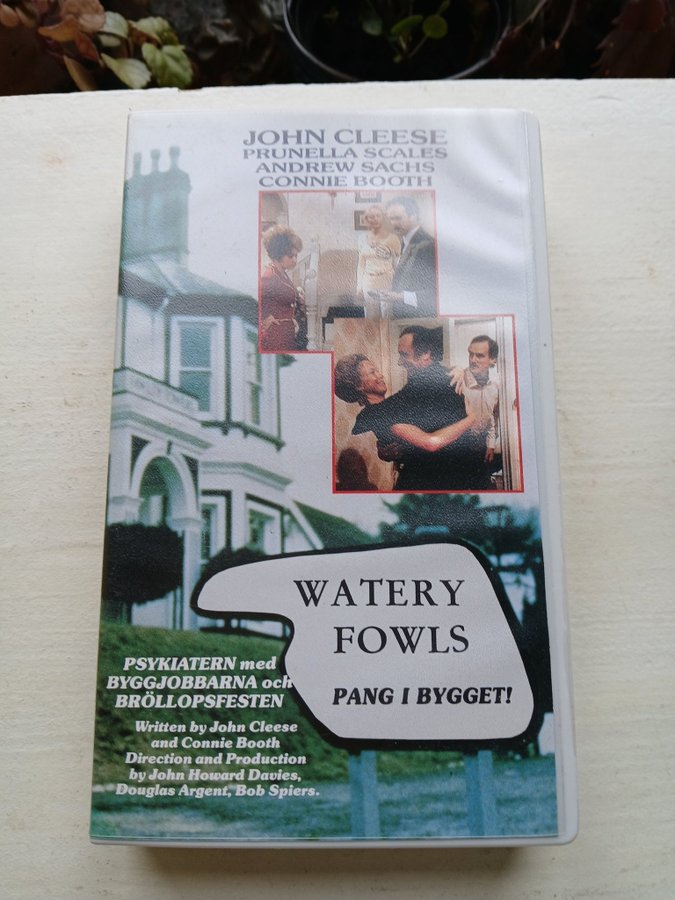 JOHN CLEESE
PRUNELLA SCALES
ANDREW SACHS
CONNIE BOOTH
WATERY
FOWLS
PANG I BYGGET!
PSYKIATERN med
BYGGJOBBARNA och
BRÖLLOPSFESTEN
Written by John Cleese
and Connie Booth
Direction and Production
by John Howard Davies,
Douglas Argent, Bob Spiers.